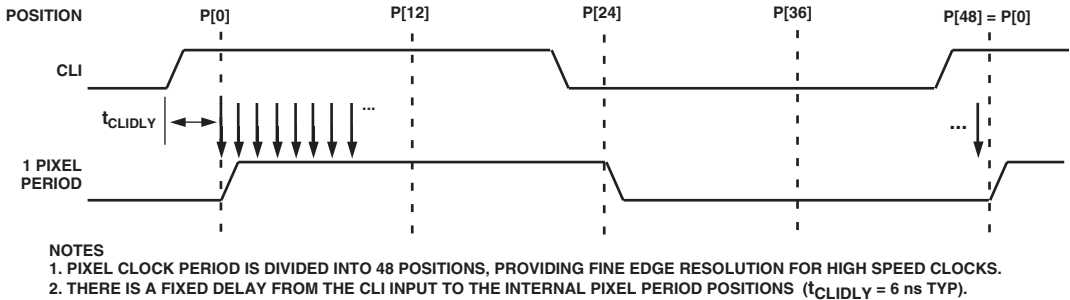 POSITION P[0] P[12] P[24] P[36] P[48] = P[0]
CLI
tCLIDLY ...
...
1 PIXEL
PERIOD
NOTES
1. PIXEL CLOCK PERIOD IS DIVIDED INTO 48 POSITIONS, PROVIDING FINE EDGE RESOLUTION FOR HIGH SPEED CLOCKS.
2. THERE IS A FIXED DELAY FROM THE CLI INPUT TO THE INTERNAL PIXEL PERIOD POSITIONS (tCLIDLY = 6 ns TYP).